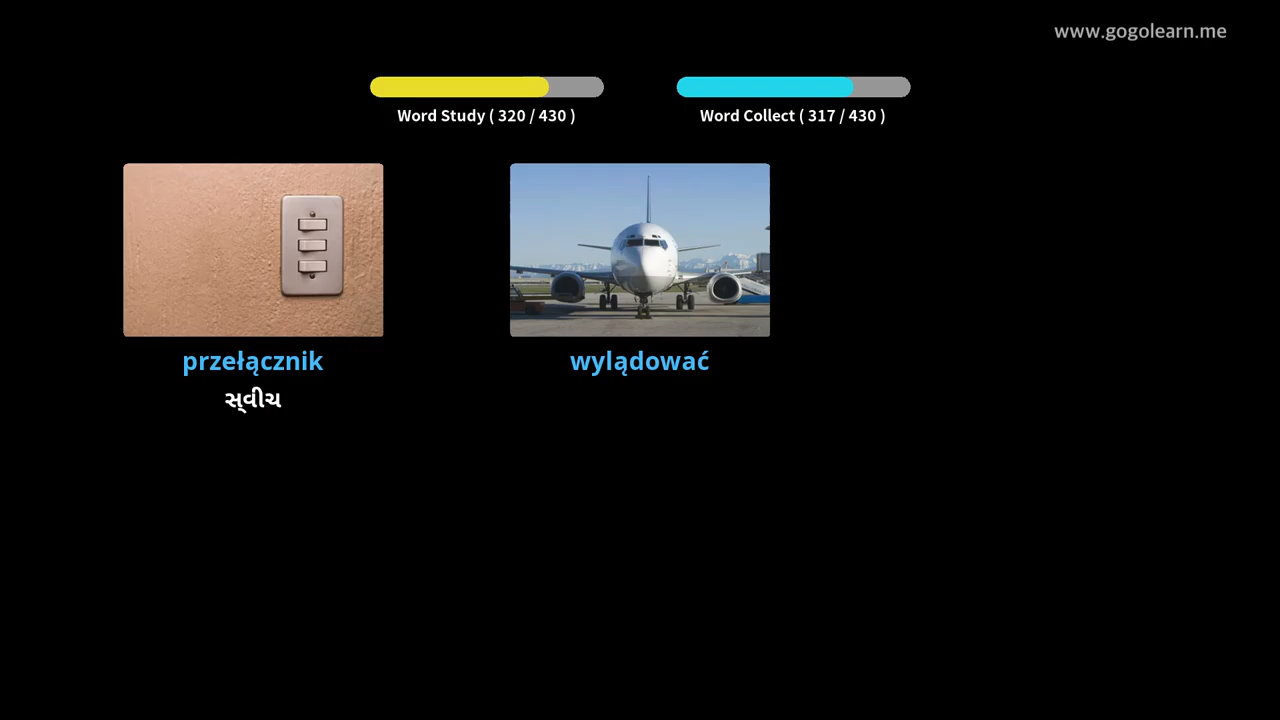 www.gogolearn.me
Word Study ( 320 / 430 )
Word Collect ( 317 / 430 )
przełącznik
wylądować
સ્વીચ